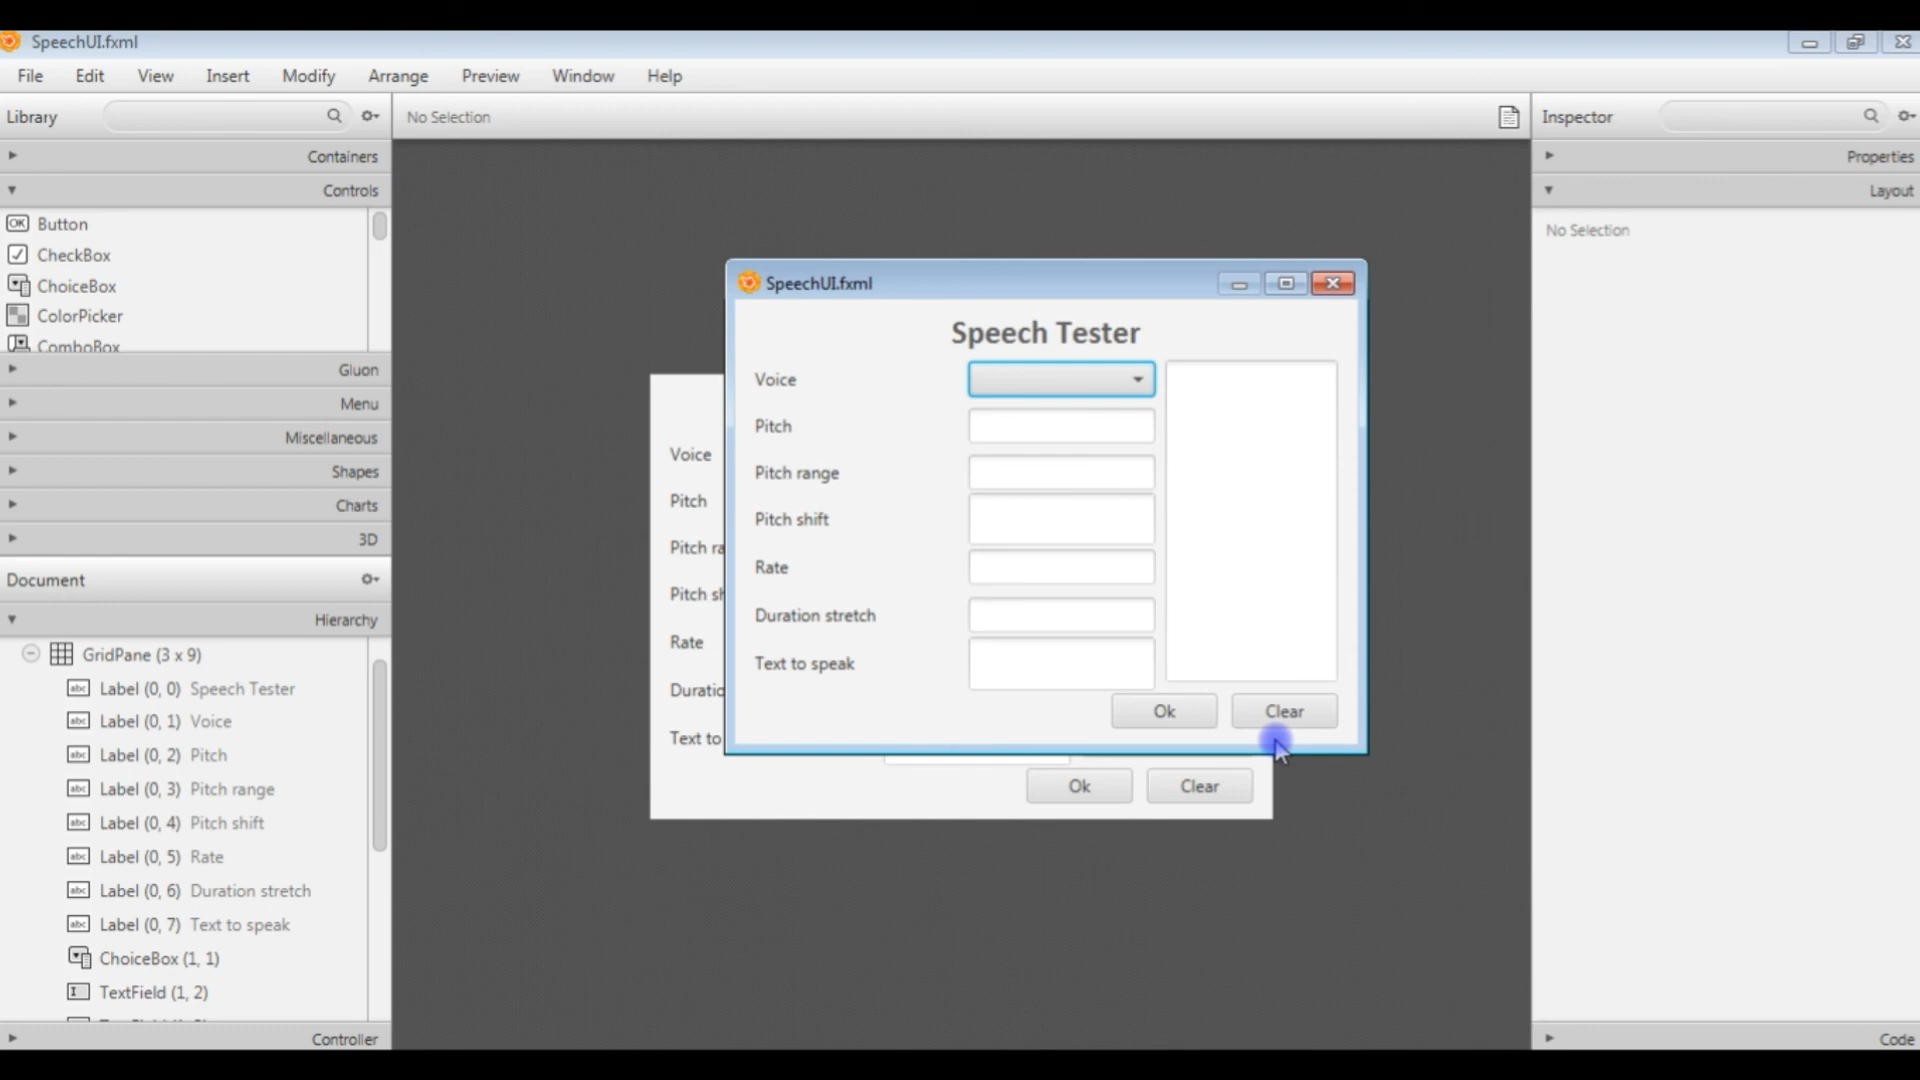 SpeechUI.fxml
File Edit View Insert Modify Arrange Preview Window Help
Library
No Selection
Inspector
Containers
Controls
Button
CheckBox
ChoiceBox
ColorPicker
ComboBox
Gluon
Menu
Miscellaneous
Shapes
Charts
3D
Document
Hierarchy
GridPane (3 x 9)
Label (0, 0) Speech Tester
Label (0, 1) Voice
Label (0, 2) Pitch
Label (0, 3) Pitch range
Label (0, 4) Pitch shift
Label (0, 5) Rate
Label (0, 6) Duration stretch
Label (0, 7) Text to speak
ChoiceBox (1, 1)
TextField (1, 2)
Controller
Voice
Pitch
Pitch ra
Pitch sh
Rate
Duratio
Text to
Ok Clear
SpeechUI.fxml
Speech Tester
Voice
Pitch
Pitch range
Pitch shift
Rate
Duration stretch
Text to speak
Ok Clear
Properties
Layout
No Selection
Code